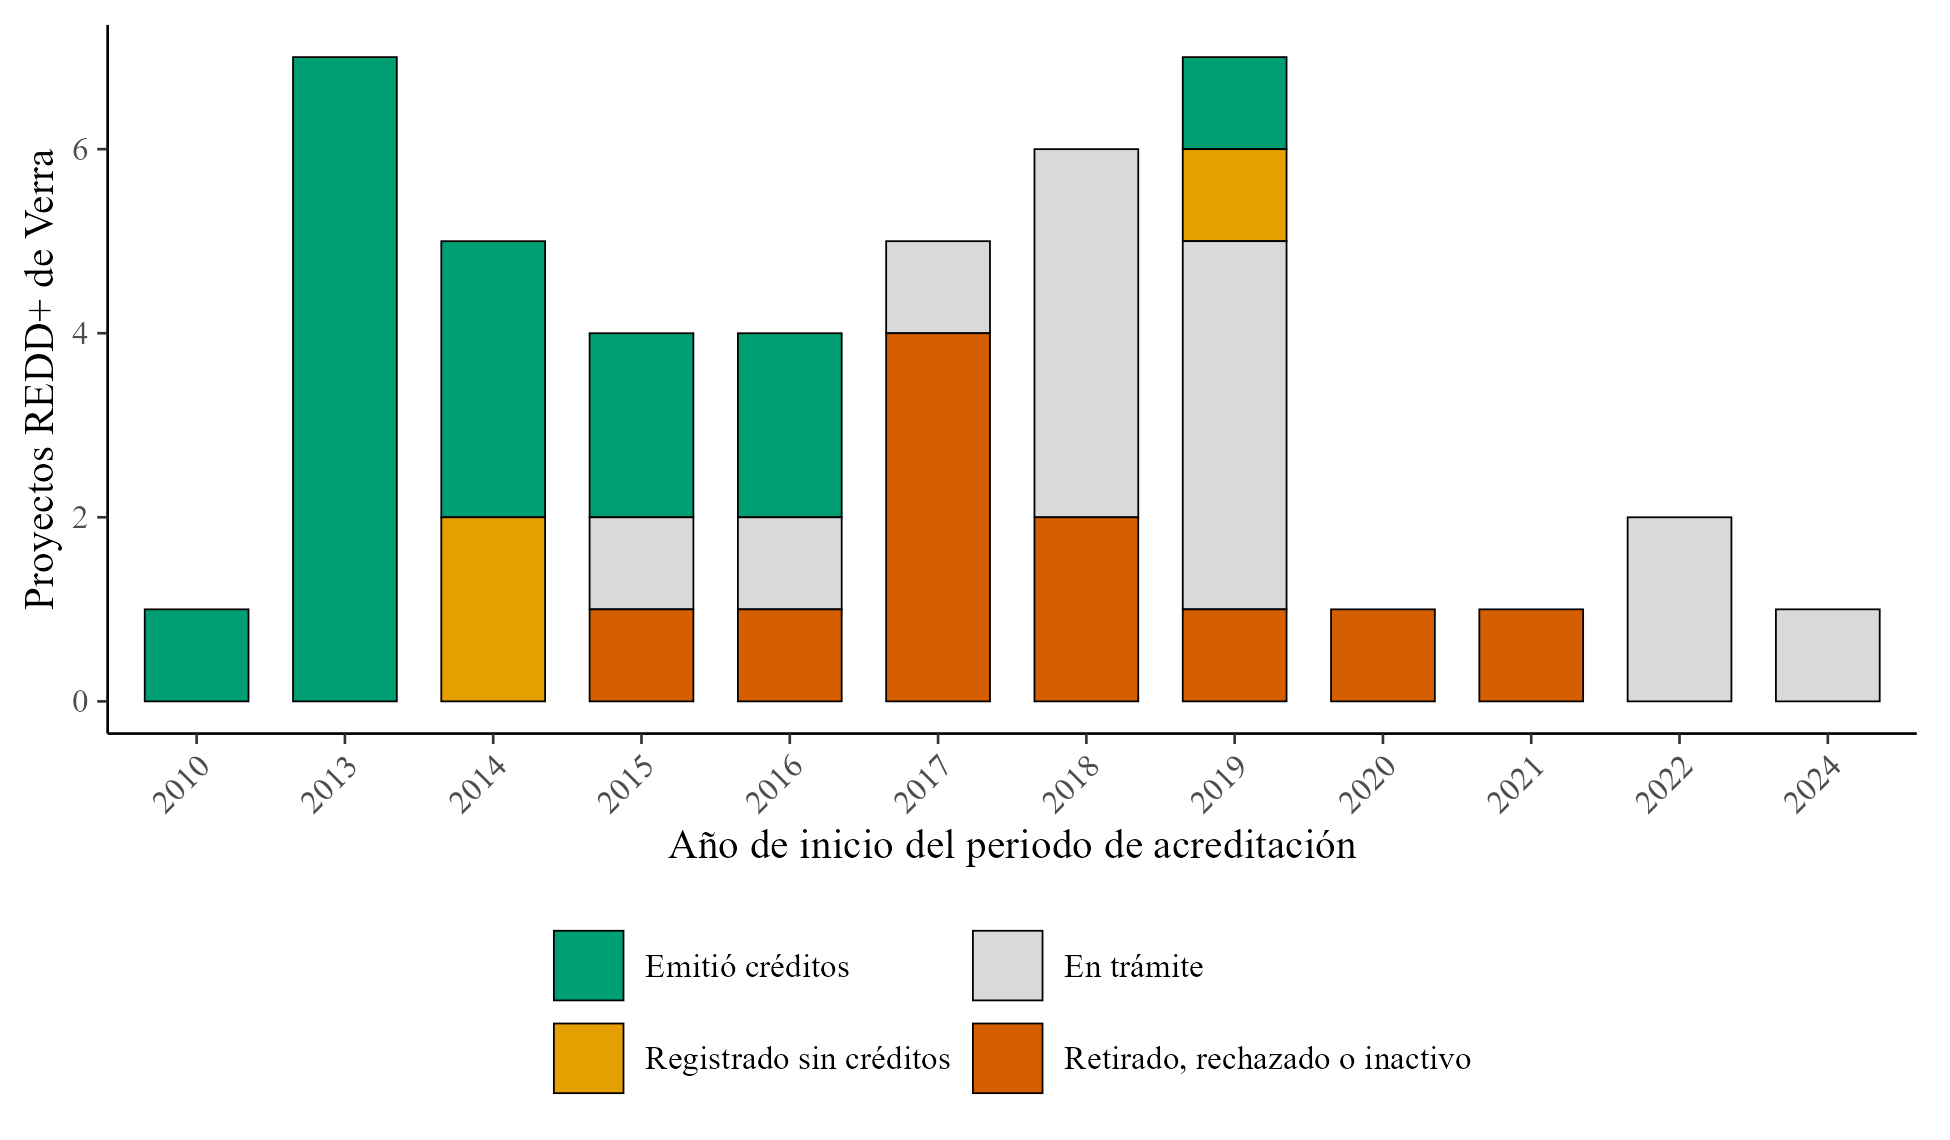 Proyectos REDD+ de Verra
6
4
2
0
2010
2013
2014
2015
2016
2017
2018
2019
2020
2021
2022
2024
Año de inicio del periodo de acreditación
Emitió créditos
En trámite
Registrado sin créditos
Retirado, rechazado o inactivo